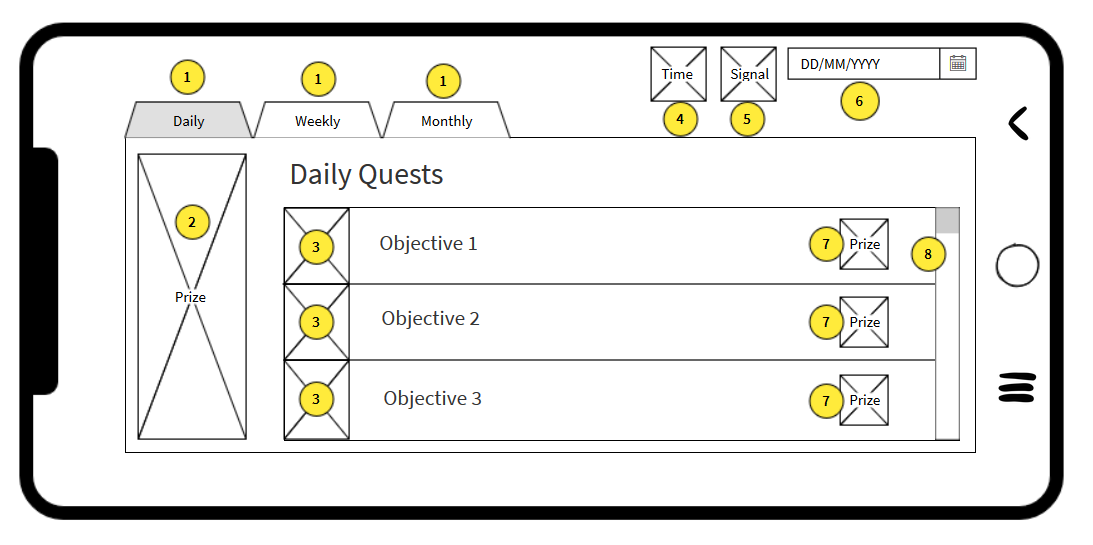 1
1
1
Time
Signal
DD/MM/YYYY
4
5
6
Daily
Weekly
Monthly
2
Prize
Daily Quests
3
Objective 1
7
Prize
8
3
Objective 2
7
Prize
3
Objective 3
7
Prize